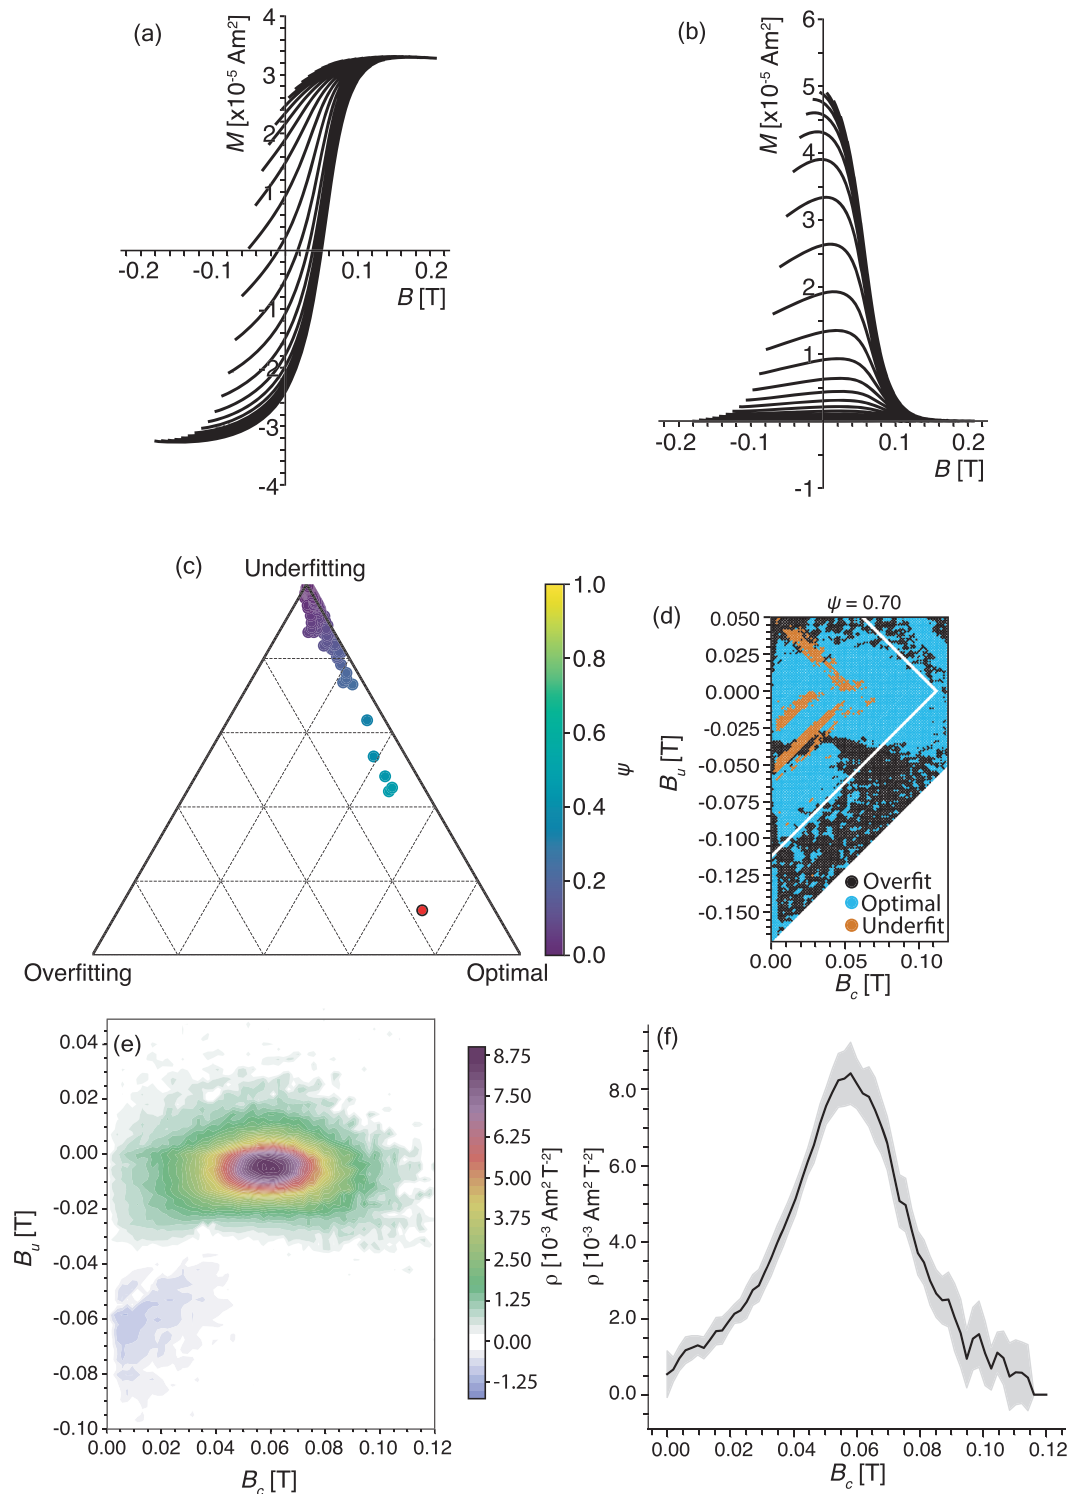 (a)
M [x10⁻⁵ Am²]
4
3
2
1
-0.2 -0.1 0.1 0.2
B [T]
-1
-2
-3
-4
(b)
M [x10⁻⁵ Am²]
6
5
4
3
2
1
-0.2 -0.1 0.1 0.2
B [T]
-1
(c)
Underfitting
Overfitting Optimal
1.0
0.8
0.6
0.4
0.2
0.0
ψ
(d)
ψ = 0.70
0.050
0.025
0.000
-0.025
-0.050
-0.075
-0.100
-0.125
-0.150
B_u [T]
Overfit
Optimal
Underfit
0.00 0.05 0.10
B_c [T]
(e)
0.04
0.02
0.00
-0.02
-0.04
-0.06
-0.08
-0.10
B_u [T]
0.00 0.02 0.04 0.06 0.08 0.10 0.12
B_c [T]
8.75
7.50
6.25
5.00
3.75
2.50
1.25
0.00
-1.25
ρ [10⁻³ Am² T⁻²]
(f)
ρ [10⁻³ Am² T⁻²]
8.0
6.0
4.0
2.0
0.0
0.00 0.02 0.04 0.06 0.08 0.10 0.12
B_c [T]